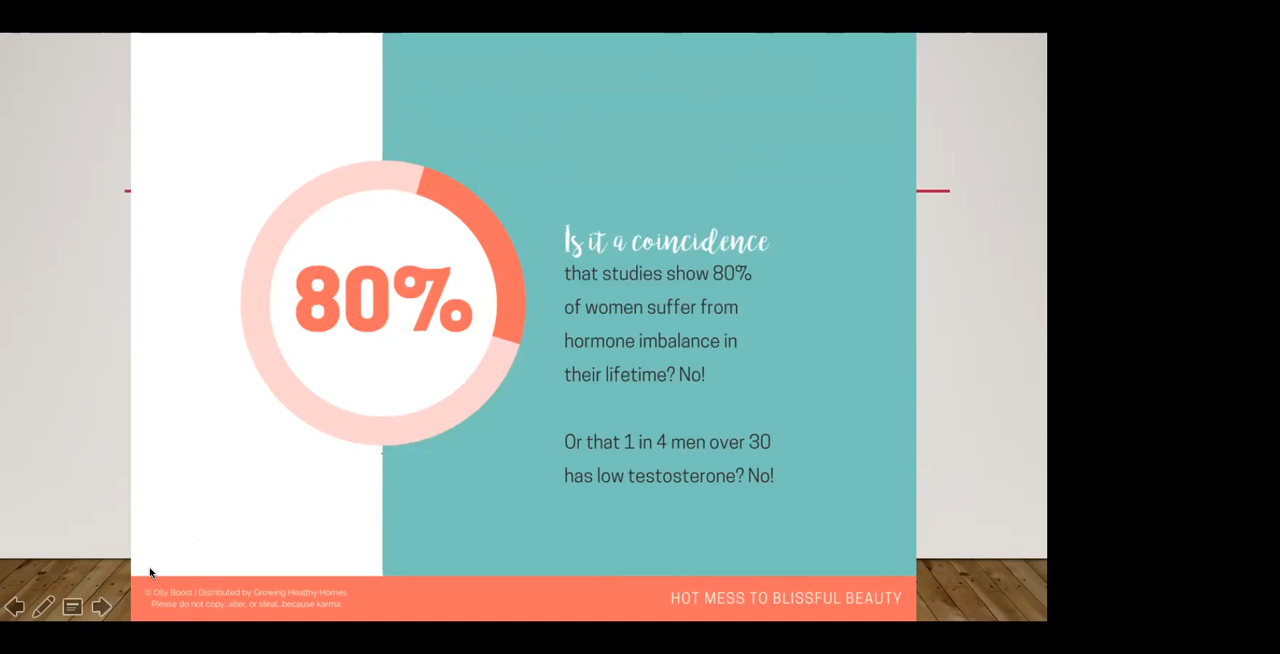 80%
Is it a coincidence
that studies show 80%
of women suffer from
hormone imbalance in
their lifetime? No!
Or that 1 in 4 men over 30
has low testosterone? No!
© Oily Boost | Distributed by Growing Healthy Homes
Please do not copy, alter, or steal...because karma.
HOT MESS TO BLISSFUL BEAUTY